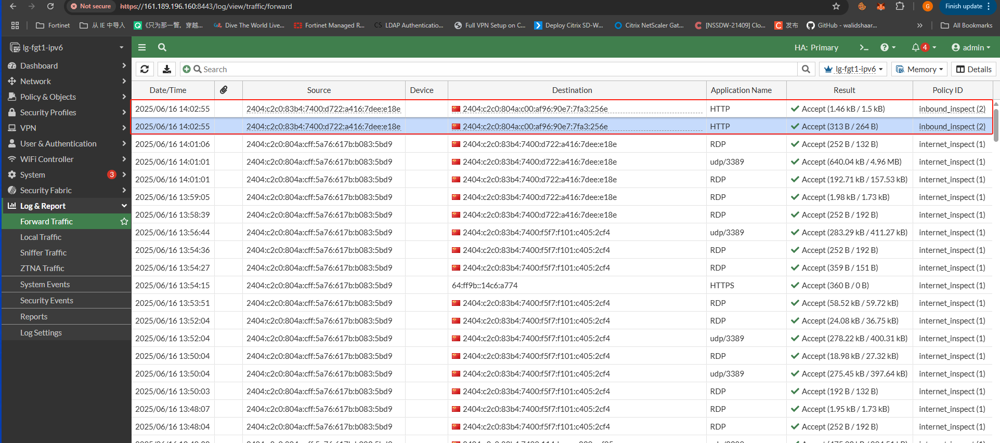 Not secure https://161.189.196.160:8443/log/view/traffic/forward G Finish update
Fortinet 从 IE 中导入 《只为那一瞥，穿越... Dive The World Live... Fortinet Managed R... CS LDAP Authentication... Full VPN Setup on C... Deploy Citrix SD-W... Citrix NetScaler Gat... [NSSDW-21409] Clo... 发布 GitHub - walidshaar... All Bookmarks
lg-fgt1-ipv6 HA: Primary 4 admin
Dashboard
Network
Policy & Objects
Security Profiles
VPN
User & Authentication
WiFi Controller
System 3
Security Fabric
Log & Report
Forward Traffic
Local Traffic
Sniffer Traffic
ZTNA Traffic
System Events
Security Events
Reports
Log Settings
Search lg-fgt1-ipv6 Memory Details
Date/Time Source Device Destination Application Name Result Policy ID
2025/06/16 14:02:55 2404:c2c0:83b4:7400:d722:a416:7dee:e18e 2404:c2c0:804a:c00:af96:90e7:7fa3:256e HTTP Accept (1.46 kB / 1.5 kB) inbound_inspect (2)
2025/06/16 14:02:55 2404:c2c0:83b4:7400:d722:a416:7dee:e18e 2404:c2c0:804a:c00:af96:90e7:7fa3:256e HTTP Accept (313 B / 264 B) inbound_inspect (2)
2025/06/16 14:01:06 2404:c2c0:804a:cff:5a76:617b:b083:5bd9 2404:c2c0:83b4:7400:d722:a416:7dee:e18e RDP Accept (252 B / 132 B) internet_inspect (1)
2025/06/16 14:01:01 2404:c2c0:804a:cff:5a76:617b:b083:5bd9 2404:c2c0:83b4:7400:d722:a416:7dee:e18e udp/3389 Accept (640.04 kB / 4.96 MB) internet_inspect (1)
2025/06/16 14:01:01 2404:c2c0:804a:cff:5a76:617b:b083:5bd9 2404:c2c0:83b4:7400:d722:a416:7dee:e18e RDP Accept (192.71 kB / 157.53 kB) internet_inspect (1)
2025/06/16 13:59:05 2404:c2c0:804a:cff:5a76:617b:b083:5bd9 2404:c2c0:83b4:7400:d722:a416:7dee:e18e RDP Accept (1.98 kB / 1.73 kB) internet_inspect (1)
2025/06/16 13:58:39 2404:c2c0:804a:cff:5a76:617b:b083:5bd9 2404:c2c0:83b4:7400:d722:a416:7dee:e18e RDP Accept (252 B / 192 B) internet_inspect (1)
2025/06/16 13:56:44 2404:c2c0:804a:cff:5a76:617b:b083:5bd9 2404:c2c0:83b4:7400:f5f7:f101:c405:2cf4 udp/3389 Accept (283.29 kB / 411.27 kB) internet_inspect (1)
2025/06/16 13:54:36 2404:c2c0:804a:cff:5a76:617b:b083:5bd9 2404:c2c0:83b4:7400:f5f7:f101:c405:2cf4 RDP Accept (252 B / 192 B) internet_inspect (1)
2025/06/16 13:54:27 2404:c2c0:804a:cff:5a76:617b:b083:5bd9 2404:c2c0:83b4:7400:f5f7:f101:c405:2cf4 RDP Accept (359 B / 151 B) internet_inspect (1)
2025/06/16 13:54:15 2404:c2c0:804a:cff:5a76:617b:b083:5bd9 64:ff9b::14c6:a774 HTTPS Accept (360 B / 0 B) internet_inspect (1)
2025/06/16 13:53:51 2404:c2c0:804a:cff:5a76:617b:b083:5bd9 2404:c2c0:83b4:7400:f5f7:f101:c405:2cf4 RDP Accept (58.52 kB / 59.72 kB) internet_inspect (1)
2025/06/16 13:52:04 2404:c2c0:804a:cff:5a76:617b:b083:5bd9 2404:c2c0:83b4:7400:f5f7:f101:c405:2cf4 RDP Accept (24.08 kB / 36.75 kB) internet_inspect (1)
2025/06/16 13:52:04 2404:c2c0:804a:cff:5a76:617b:b083:5bd9 2404:c2c0:83b4:7400:f5f7:f101:c405:2cf4 udp/3389 Accept (278.22 kB / 400.31 kB) internet_inspect (1)
2025/06/16 13:50:04 2404:c2c0:804a:cff:5a76:617b:b083:5bd9 2404:c2c0:83b4:7400:f5f7:f101:c405:2cf4 RDP Accept (18.98 kB / 27.32 kB) internet_inspect (1)
2025/06/16 13:50:04 2404:c2c0:804a:cff:5a76:617b:b083:5bd9 2404:c2c0:83b4:7400:f5f7:f101:c405:2cf4 udp/3389 Accept (275.45 kB / 397.64 kB) internet_inspect (1)
2025/06/16 13:50:03 2404:c2c0:804a:cff:5a76:617b:b083:5bd9 2404:c2c0:83b4:7400:f5f7:f101:c405:2cf4 RDP Accept (192 B / 132 B) internet_inspect (1)
2025/06/16 13:48:07 2404:c2c0:804a:cff:5a76:617b:b083:5bd9 2404:c2c0:83b4:7400:f5f7:f101:c405:2cf4 RDP Accept (1.95 kB / 1.73 kB) internet_inspect (1)
2025/06/16 13:48:04 2404:c2c0:804a:cff:5a76:617b:b083:5bd9 2404:c2c0:83b4:7400:f5f7:f101:c405:2cf4 RDP Accept (252 B / 192 B) internet_inspect (1)